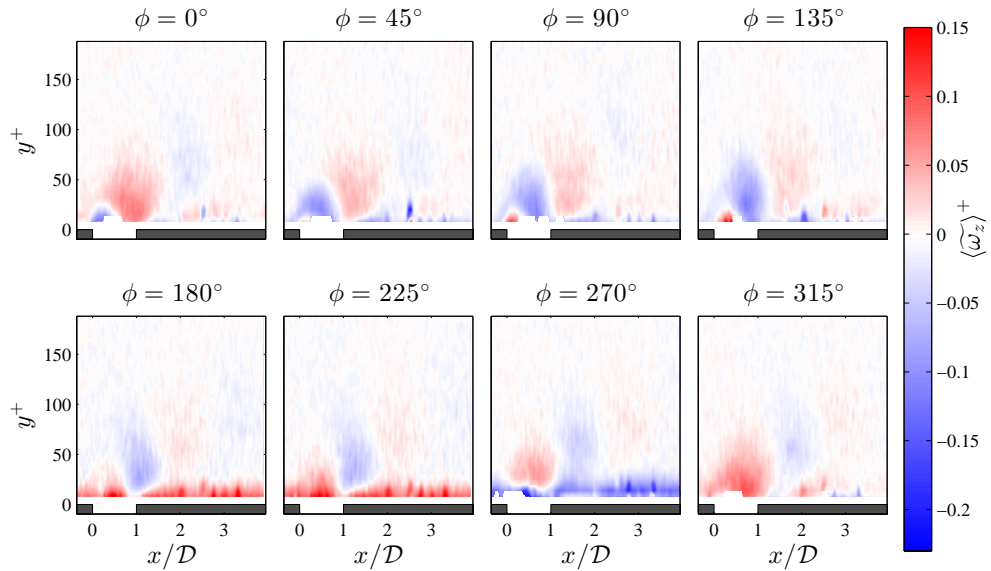 ϕ = 0° ϕ = 45° ϕ = 90° ϕ = 135°
150
100
50
0
y⁺
ϕ = 180° ϕ = 225° ϕ = 270° ϕ = 315°
150
100
50
0
y⁺
0 1 2 3 0 1 2 3 0 1 2 3 0 1 2 3
x/𝒟 x/𝒟 x/𝒟 x/𝒟
0.15
0.1
0.05
0
−0.05
−0.1
−0.15
−0.2
⟨ω̃_z⟩⁺